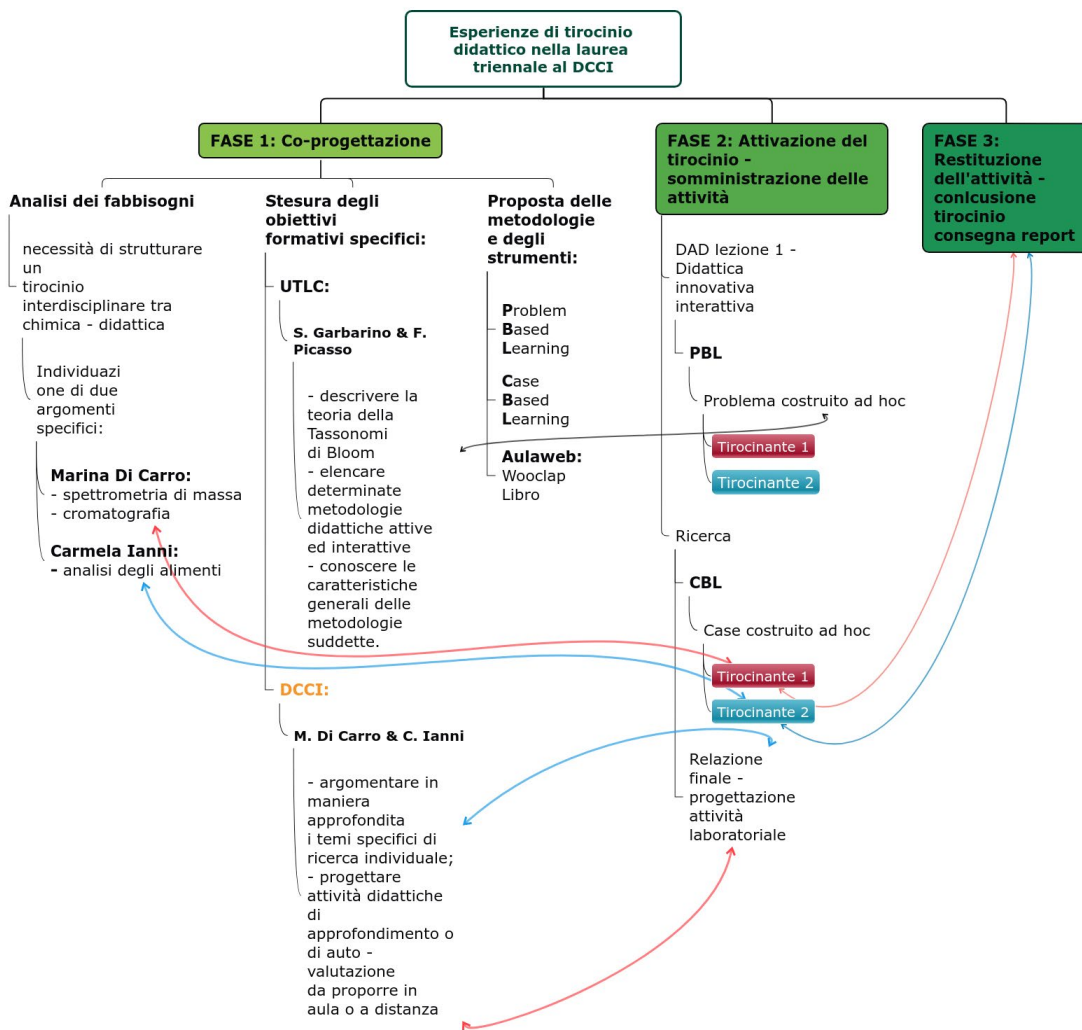 Esperienze di tirocinio
didattico nella laurea
triennale al DCCI
FASE 1: Co-progettazione
Analisi dei fabbisogni
necessità di strutturare
un
tirocinio
interdisciplinare tra
chimica - didattica
Individuazi
one di due
argomenti
specifici:
Marina Di Carro:
- spettrometria di massa
- cromatografia
Carmela Ianni:
- analisi degli alimenti
Stesura degli
obiettivi
formativi specifici:
UTLC:
S. Garbarino & F.
Picasso
- descrivere la
teoria della
Tassonomi
di Bloom
- elencare
determinate
metodologie
didattiche attive
ed interattive
- conoscere le
caratteristiche
generali delle
metodologie
suddette.
DCCI:
M. Di Carro & C. Ianni
- argomentare in
maniera
approfondita
i temi specifici di
ricerca individuale;
- progettare
attività didattiche
di
approfondimento o
di auto -
valutazione
da proporre in
aula o a distanza
Proposta delle
metodologie
e degli
strumenti:
Problem
Based
Learning
Case
Based
Learning
Aulaweb:
Wooclap
Libro
FASE 2: Attivazione del
tirocinio -
somministrazione delle
attività
DAD lezione 1 -
Didattica
innovativa
interattiva
PBL
Problema costruito ad hoc
Tirocinante 1
Tirocinante 2
Ricerca
CBL
Case costruito ad hoc
Tirocinante 1
Tirocinante 2
Relazione
finale -
progettazione
attività
laboratoriale
FASE 3:
Restituzione
dell'attività -
conlcusione
tirocinio
consegna report